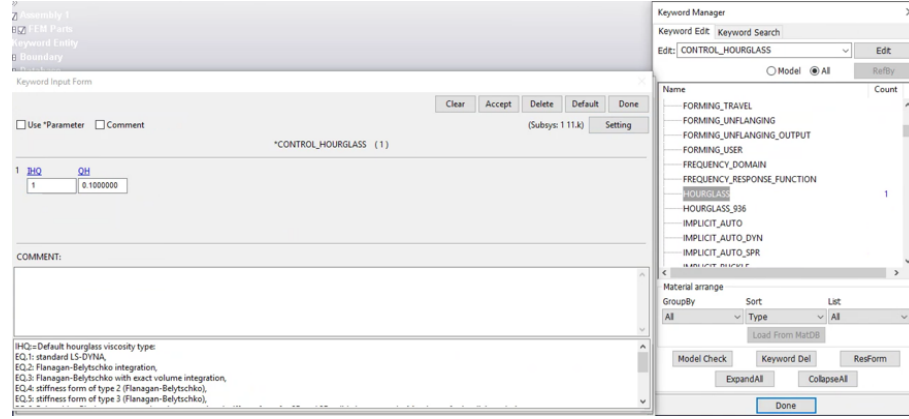 Assembly 1
FEM Parts
Keyword Entity
Boundary
Keyword Input Form
Clear Accept Delete Default Done
Use *Parameter Comment (Subsys: 1 11.k) Setting
*CONTROL_HOURGLASS (1)
1 IHQ QH
1 0.1000000
COMMENT:
IHQ:=Default hourglass viscosity type:
EQ.1: standard LS-DYNA,
EQ.2: Flanagan-Belytschko integration,
EQ.3: Flanagan-Belytschko with exact volume integration,
EQ.4: stiffness form of type 2 (Flanagan-Belytschko),
EQ.5: stiffness form of type 3 (Flanagan-Belytschko),
Keyword Manager
Keyword Edit Keyword Search
Edit: CONTROL_HOURGLASS Edit
Model All RefBy
Name Count
FORMING_TRAVEL
FORMING_UNFLANGING
FORMING_UNFLANGING_OUTPUT
FORMING_USER
FREQUENCY_DOMAIN
FREQUENCY_RESPONSE_FUNCTION
HOURGLASS 1
HOURGLASS_936
IMPLICIT_AUTO
IMPLICIT_AUTO_DYN
IMPLICIT_AUTO_SPR
IMPLICIT_BUCKLE
Material arrange
GroupBy Sort List
All Type All
Load From MatDB
Model Check Keyword Del ResForm
ExpandAll CollapseAll
Done